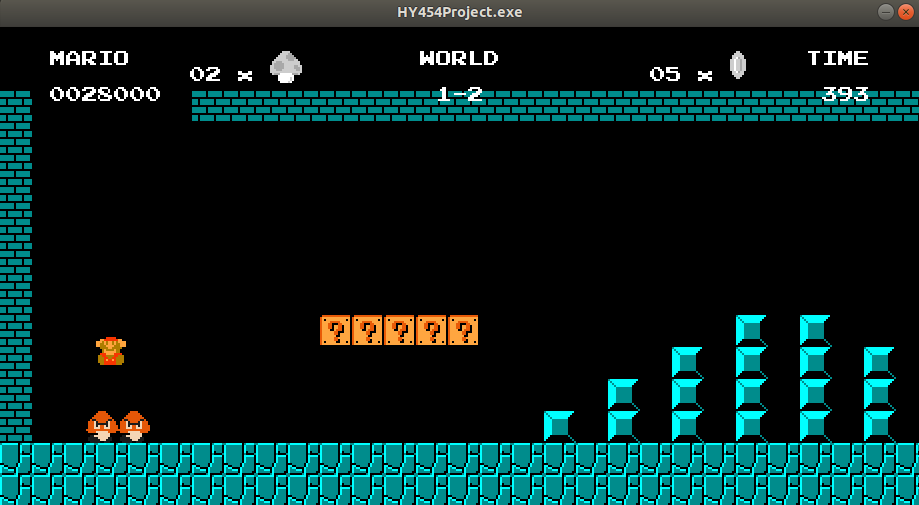 HY454Project.exe
MARIO WORLD TIME
02 x 05 x
0028000 1-2 393
? ? ? ? ?